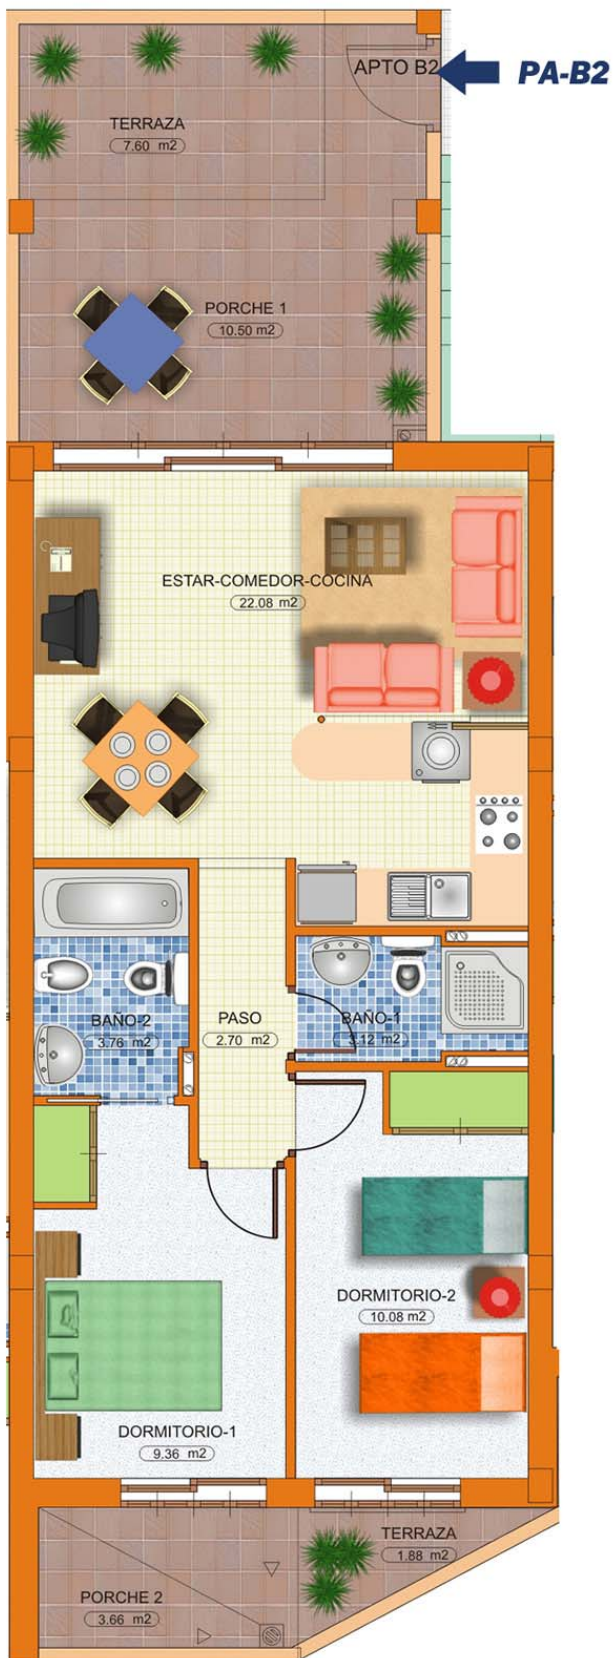 APTO B2
PA-B2
TERRAZA
7.60 m2
PORCHE 1
10.50 m2
ESTAR-COMEDOR-COCINA
22.08 m2
BAÑO-2
3.76 m2
PASO
2.70 m2
BAÑO-1
3.12 m2
DORMITORIO-2
10.08 m2
DORMITORIO-1
9.36 m2
TERRAZA
1.88 m2
PORCHE 2
3.66 m2